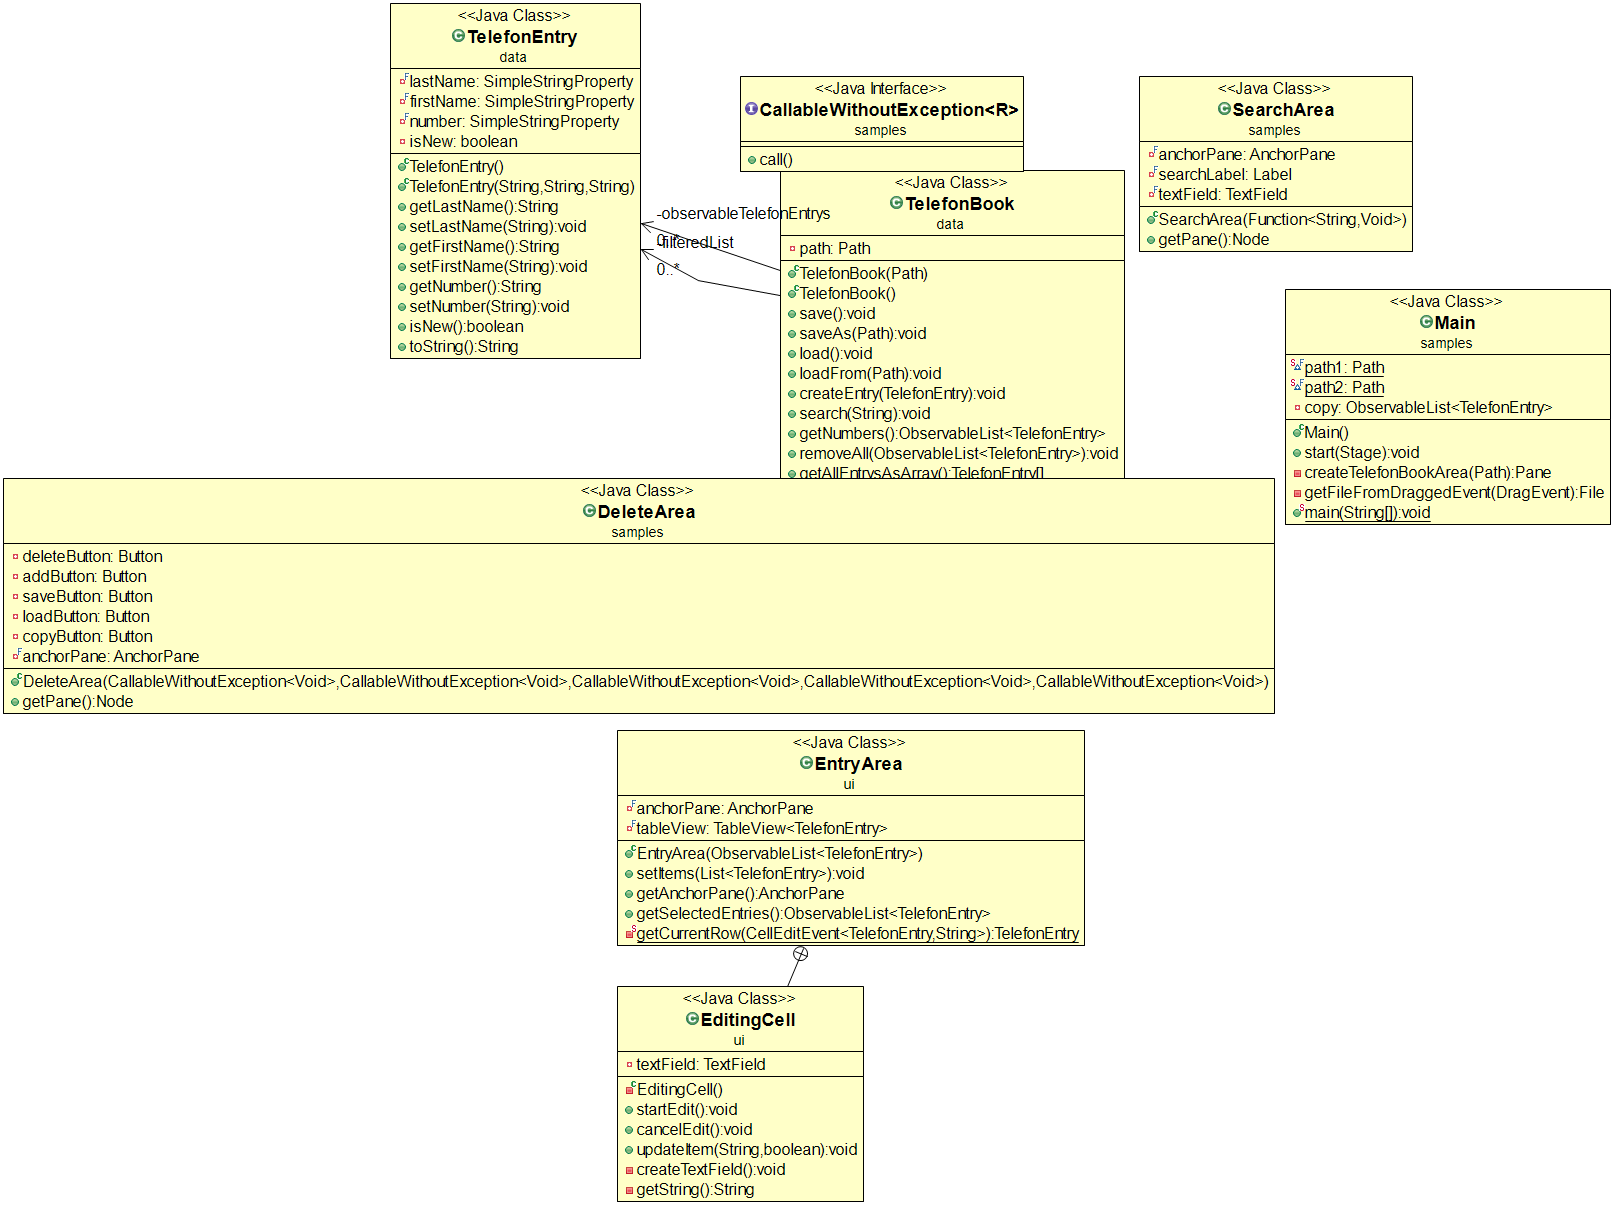 <<Java Class>>
TelefonEntry
data
lastName: SimpleStringProperty
firstName: SimpleStringProperty
number: SimpleStringProperty
isNew: boolean
TelefonEntry()
TelefonEntry(String,String,String)
getLastName():String
setLastName(String):void
getFirstName():String
setFirstName(String):void
getNumber():String
setNumber(String):void
isNew():boolean
toString():String
-observableTelefonEntrys
0..*
-filteredList
0..*
<<Java Interface>>
CallableWithoutException<R>
samples
call()
<<Java Class>>
TelefonBook
data
path: Path
TelefonBook(Path)
TelefonBook()
save():void
saveAs(Path):void
load():void
loadFrom(Path):void
createEntry(TelefonEntry):void
search(String):void
getNumbers():ObservableList<TelefonEntry>
removeAll(ObservableList<TelefonEntry>):void
getAllEntrysAsArray():TelefonEntry[]
<<Java Class>>
SearchArea
samples
anchorPane: AnchorPane
searchLabel: Label
textField: TextField
SearchArea(Function<String,Void>)
getPane():Node
<<Java Class>>
Main
samples
path1: Path
path2: Path
copy: ObservableList<TelefonEntry>
Main()
start(Stage):void
createTelefonBookArea(Path):Pane
getFileFromDraggedEvent(DragEvent):File
main(String[]):void
<<Java Class>>
DeleteArea
samples
deleteButton: Button
addButton: Button
saveButton: Button
loadButton: Button
copyButton: Button
anchorPane: AnchorPane
DeleteArea(CallableWithoutException<Void>,CallableWithoutException<Void>,CallableWithoutException<Void>,CallableWithoutException<Void>,CallableWithoutException<Void>)
getPane():Node
<<Java Class>>
EntryArea
ui
anchorPane: AnchorPane
tableView: TableView<TelefonEntry>
EntryArea(ObservableList<TelefonEntry>)
setItems(List<TelefonEntry>):void
getAnchorPane():AnchorPane
getSelectedEntries():ObservableList<TelefonEntry>
getCurrentRow(CellEditEvent<TelefonEntry,String>):TelefonEntry
<<Java Class>>
EditingCell
ui
textField: TextField
EditingCell()
startEdit():void
cancelEdit():void
updateItem(String,boolean):void
createTextField():void
getString():String